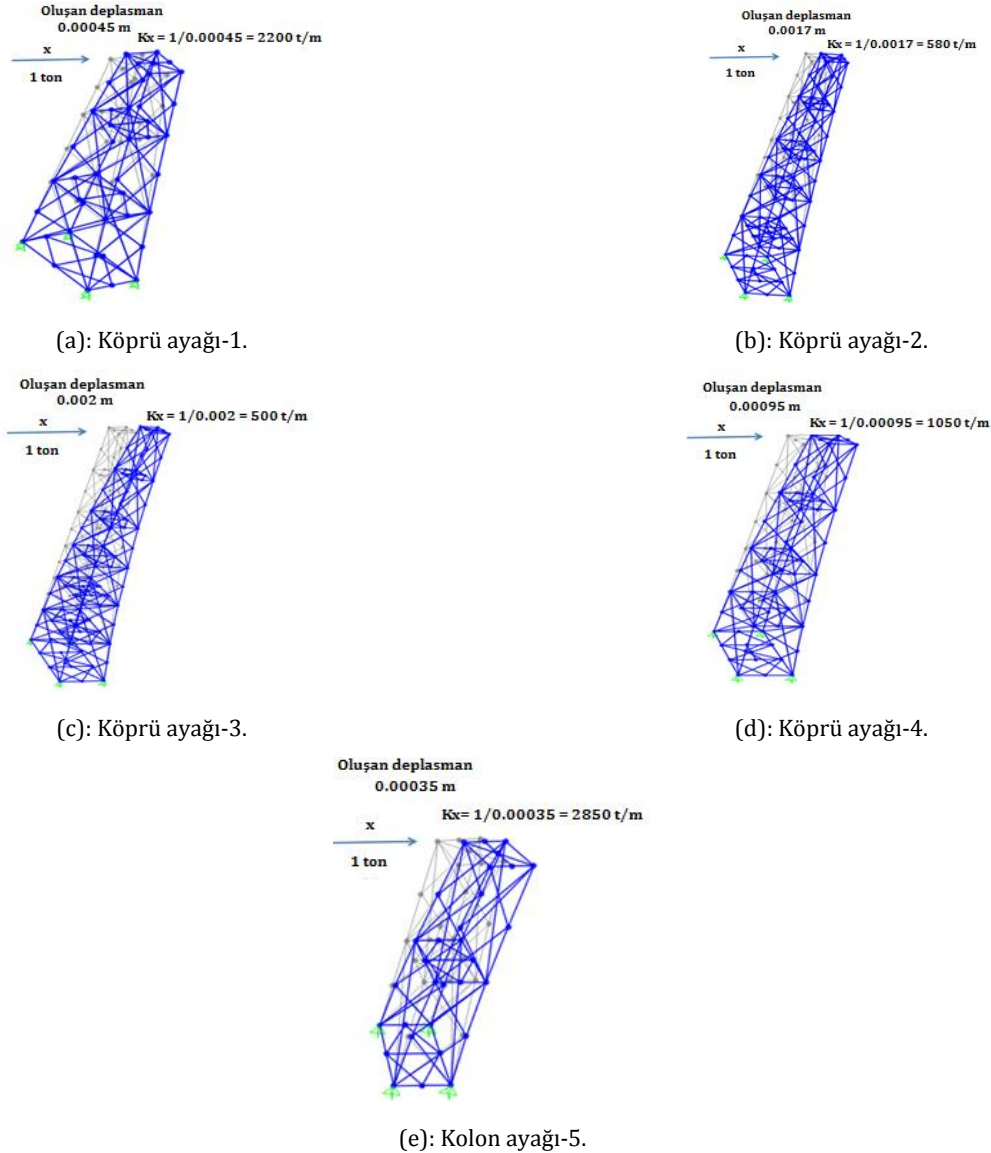 Oluşan deplasman
0.00045 m
Kx = 1/0.00045 = 2200 t/m
x
1 ton
(a): Köprü ayağı-1.
Oluşan deplasman
0.0017 m
Kx = 1/0.0017 = 580 t/m
x
1 ton
(b): Köprü ayağı-2.
Oluşan deplasman
0.002 m
Kx = 1/0.002 = 500 t/m
x
1 ton
(c): Köprü ayağı-3.
Oluşan deplasman
0.00095 m
Kx = 1/0.00095 = 1050 t/m
x
1 ton
(d): Köprü ayağı-4.
Oluşan deplasman
0.00035 m
Kx= 1/0.00035 = 2850 t/m
x
1 ton
(e): Kolon ayağı-5.